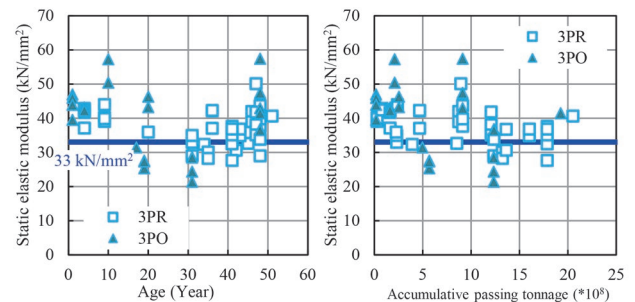 Static elastic modulus (kN/mm²)
70
60
50
40
30
20
10
0
33 kN/mm²
3PR
3PO
0 10 20 30 40 50 60
Age (Year)
Static elastic modulus (kN/mm²)
70
60
50
40
30
20
10
0
3PR
3PO
0 5 10 15 20 25
Accumulative passing tonnage (*10⁸)